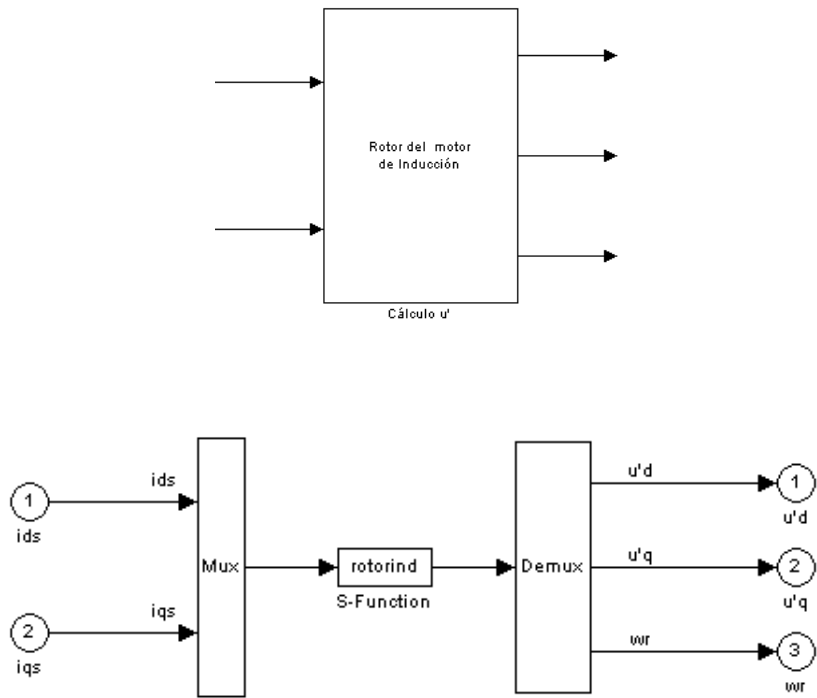 Rotor del motor
de Inducción
Cálculo u'
ids
u'd
1
1
ids
u'd
Mux
rotorind
Demux
u'q
2
S-Function
u'q
iqs
2
wr
3
iqs
wr